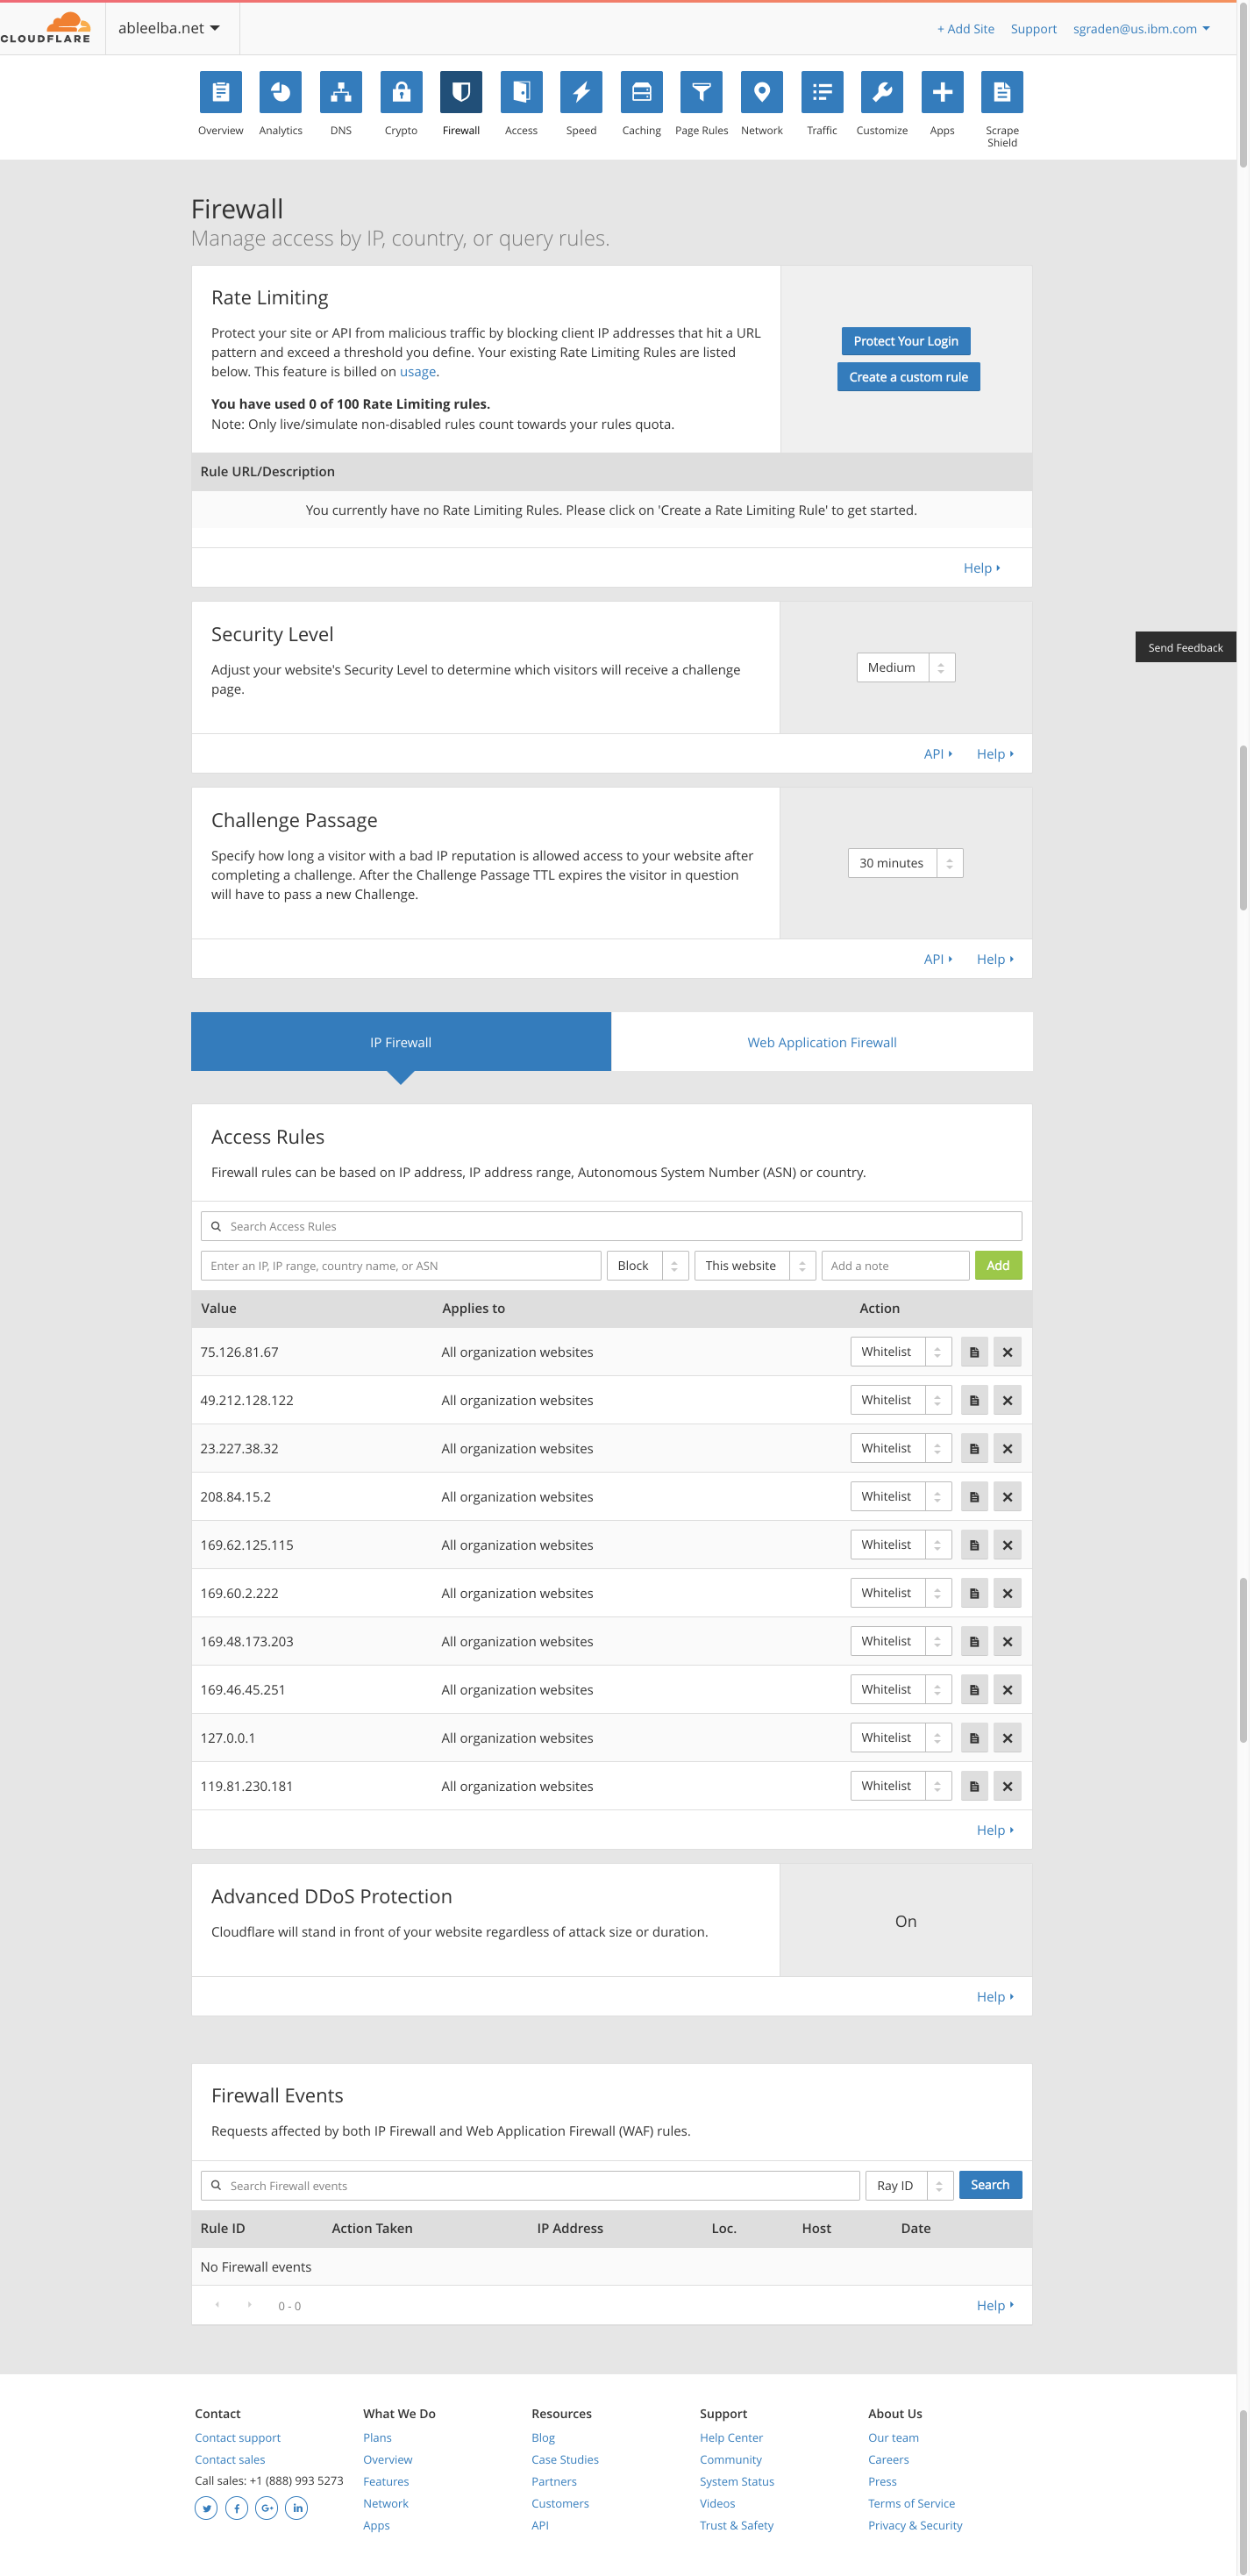 CLOUDFLARE
ableelba.net
+ Add Site Support sgraden@us.ibm.com
Overview Analytics DNS Crypto Firewall Access Speed Caching Page Rules Network Traffic Customize Apps Scrape Shield
Firewall
Manage access by IP, country, or query rules.
Rate Limiting
Protect your site or API from malicious traffic by blocking client IP addresses that hit a URL
pattern and exceed a threshold you define. Your existing Rate Limiting Rules are listed
below. This feature is billed on usage.
You have used 0 of 100 Rate Limiting rules.
Note: Only live/simulate non-disabled rules count towards your rules quota.
Protect Your Login
Create a custom rule
Rule URL/Description
You currently have no Rate Limiting Rules. Please click on 'Create a Rate Limiting Rule' to get started.
Help
Security Level
Adjust your website's Security Level to determine which visitors will receive a challenge
page.
Medium
Send Feedback
API Help
Challenge Passage
Specify how long a visitor with a bad IP reputation is allowed access to your website after
completing a challenge. After the Challenge Passage TTL expires the visitor in question
will have to pass a new Challenge.
30 minutes
API Help
IP Firewall Web Application Firewall
Access Rules
Firewall rules can be based on IP address, IP address range, Autonomous System Number (ASN) or country.
Search Access Rules
Enter an IP, IP range, country name, or ASN Block This website Add a note Add
Value Applies to Action
75.126.81.67 All organization websites Whitelist
49.212.128.122 All organization websites Whitelist
23.227.38.32 All organization websites Whitelist
208.84.15.2 All organization websites Whitelist
169.62.125.115 All organization websites Whitelist
169.60.2.222 All organization websites Whitelist
169.48.173.203 All organization websites Whitelist
169.46.45.251 All organization websites Whitelist
127.0.0.1 All organization websites Whitelist
119.81.230.181 All organization websites Whitelist
Help
Advanced DDoS Protection
Cloudflare will stand in front of your website regardless of attack size or duration.
On
Help
Firewall Events
Requests affected by both IP Firewall and Web Application Firewall (WAF) rules.
Search Firewall events Ray ID Search
Rule ID Action Taken IP Address Loc. Host Date
No Firewall events
0 - 0 Help
Contact What We Do Resources Support About Us
Contact support Plans Blog Help Center Our team
Contact sales Overview Case Studies Community Careers
Call sales: +1 (888) 993 5273 Features Partners System Status Press
Network Customers Videos Terms of Service
Apps API Trust & Safety Privacy & Security